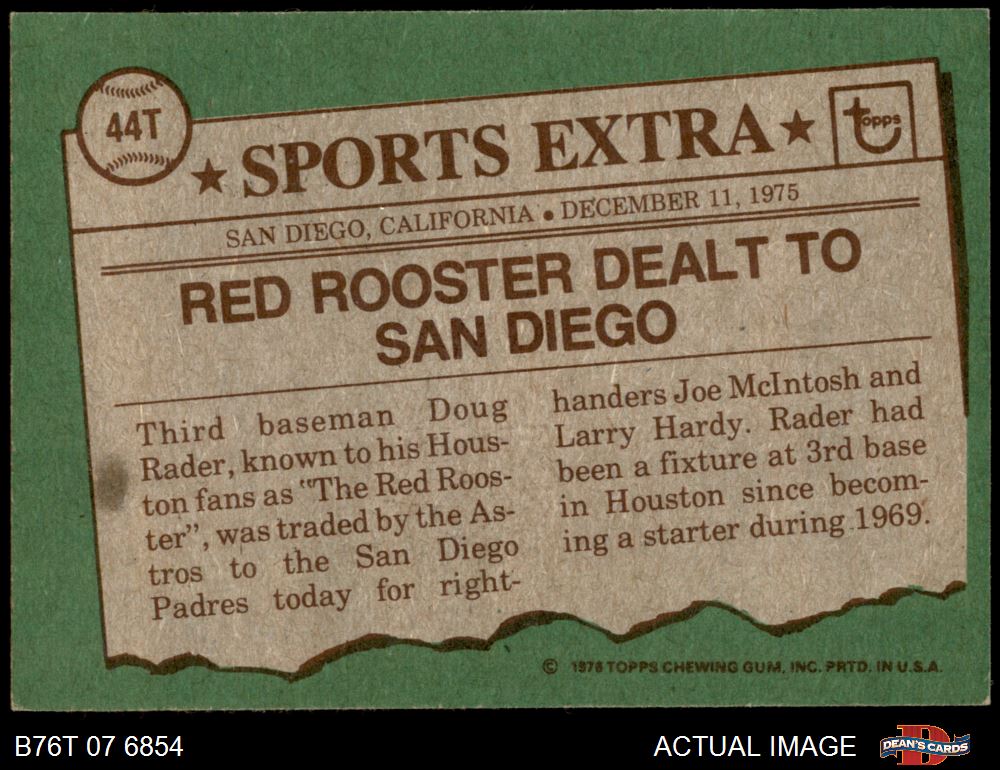 44T
★ SPORTS EXTRA ★
topps
SAN DIEGO, CALIFORNIA • DECEMBER 11, 1975
RED ROOSTER DEALT TO
SAN DIEGO
Third baseman Doug
Rader, known to his Hous-
ton fans as "The Red Roos-
ter", was traded by the As-
tros to the San Diego
Padres today for right-
handers Joe McIntosh and
Larry Hardy. Rader had
been a fixture at 3rd base
in Houston since becom-
ing a starter during 1969.
© 1976 TOPPS CHEWING GUM, INC. PRTD. IN U.S.A.
B76T 07 6854
ACTUAL IMAGE
D
DEAN'S CARDS